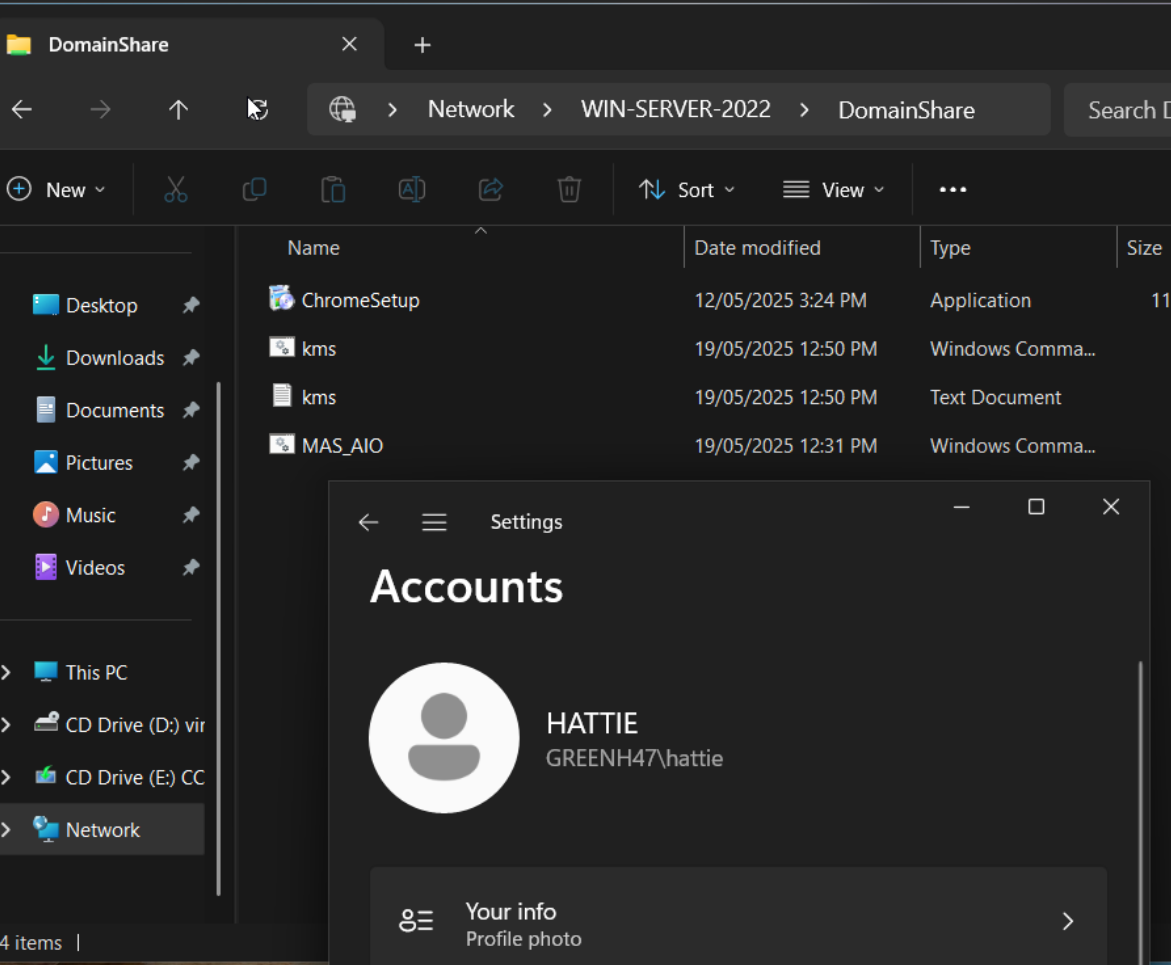 DomainShare
Network > WIN-SERVER-2022 > DomainShare
Search D
New
Sort
View
Name
Date modified
Type
Size
ChromeSetup 12/05/2025 3:24 PM Application 11
kms 19/05/2025 12:50 PM Windows Comma...
kms 19/05/2025 12:50 PM Text Document
MAS_AIO 19/05/2025 12:31 PM Windows Comma...
Desktop
Downloads
Documents
Pictures
Music
Videos
This PC
CD Drive (D:) vir
CD Drive (E:) CC
Network
4 items
Settings
Accounts
HATTIE
GREENH47\hattie
Your info
Profile photo